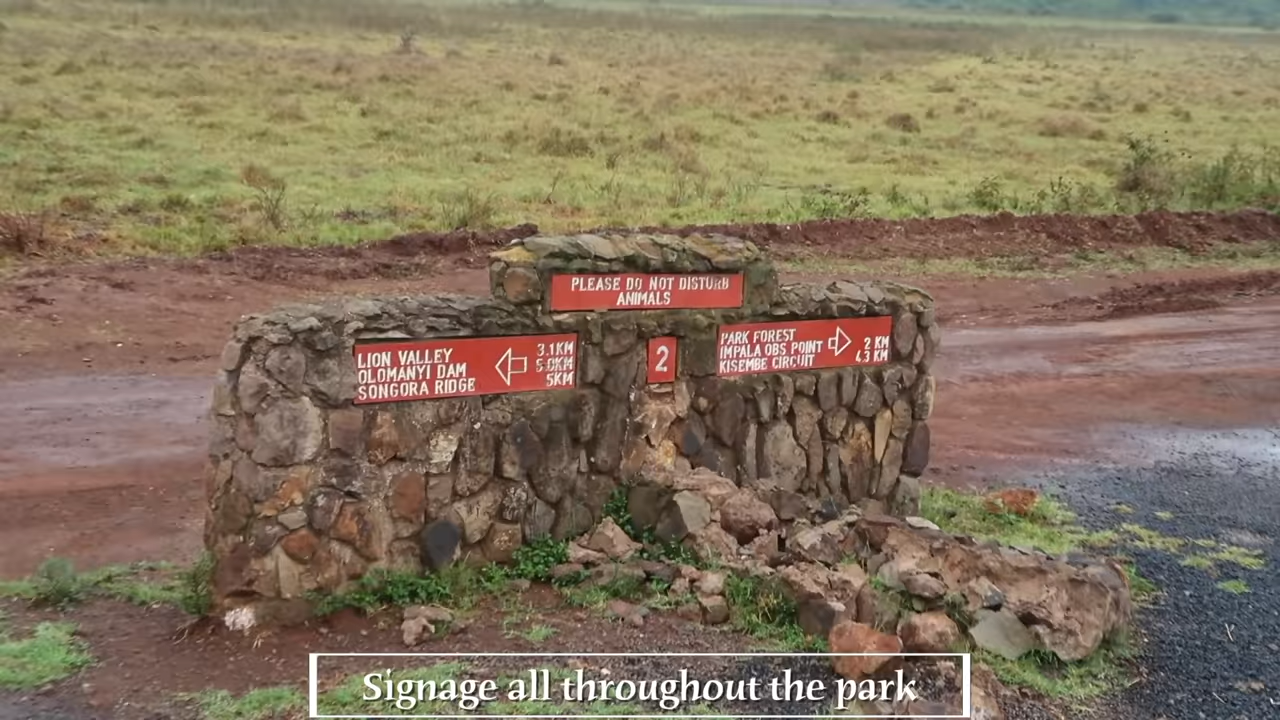 PLEASE DO NOT DISTURB
ANIMALS
LION VALLEY 3.1KM
OLOMANYI DAM 5.0KM
SONGORA RIDGE 5KM
2
PARK FOREST
IMPALA OBS POINT 2 KM
KISEMBE CIRCUIT 4.3 KM
Signage all throughout the park